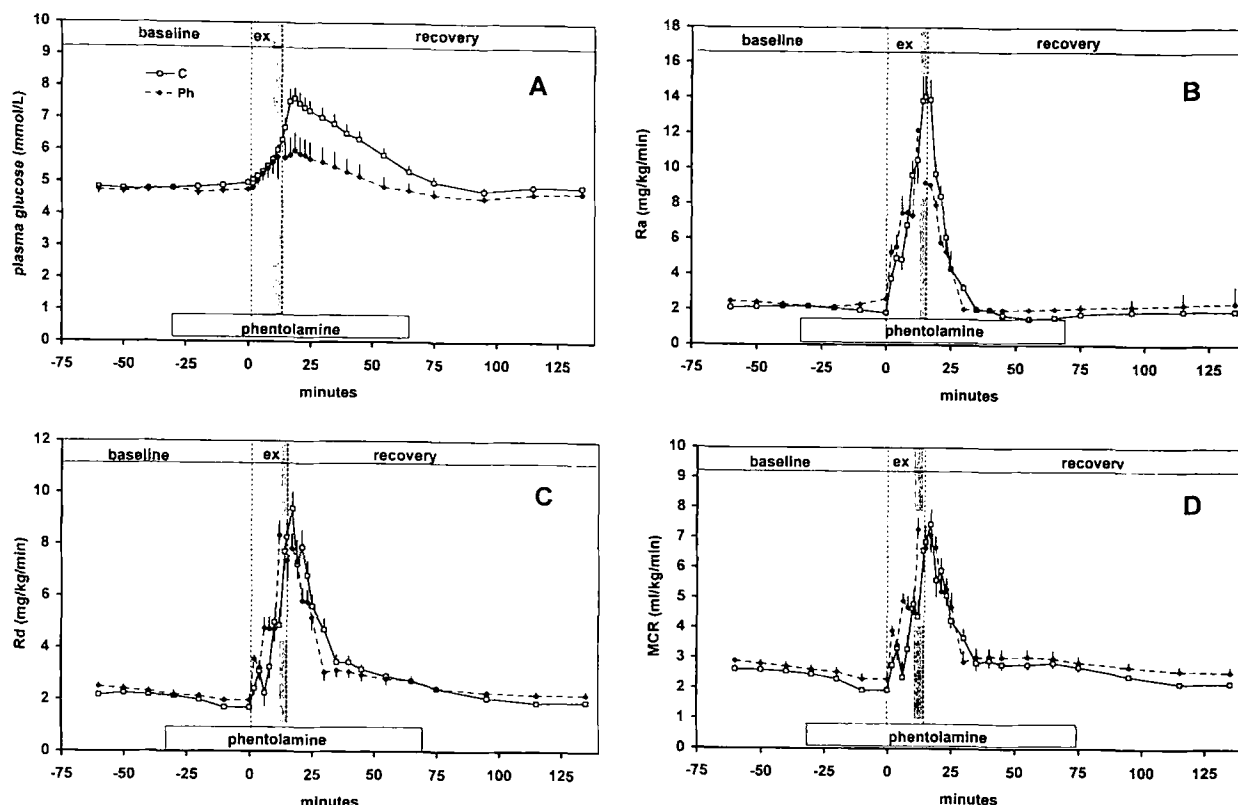 baseline ex recovery
A
C
Ph
plasma glucose (mmol/L)
10
9
8
7
6
5
4
3
2
1
0
phentolamine
-75 -50 -25 0 25 50 75 100 125
minutes
baseline ex recovery
B
Ra (mg/kg/min)
18
16
14
12
10
8
6
4
2
0
phentolamine
-75 -50 -25 0 25 50 75 100 125
minutes
baseline ex recovery
C
Rd (mg/kg/min)
12
10
8
6
4
2
0
phentolamine
-75 -50 -25 0 25 50 75 100 125
minutes
baseline ex recovery
D
MCR (ml/kg/min)
10
9
8
7
6
5
4
3
2
1
0
phentolamine
-75 -50 -25 0 25 50 75 100 125
minutes